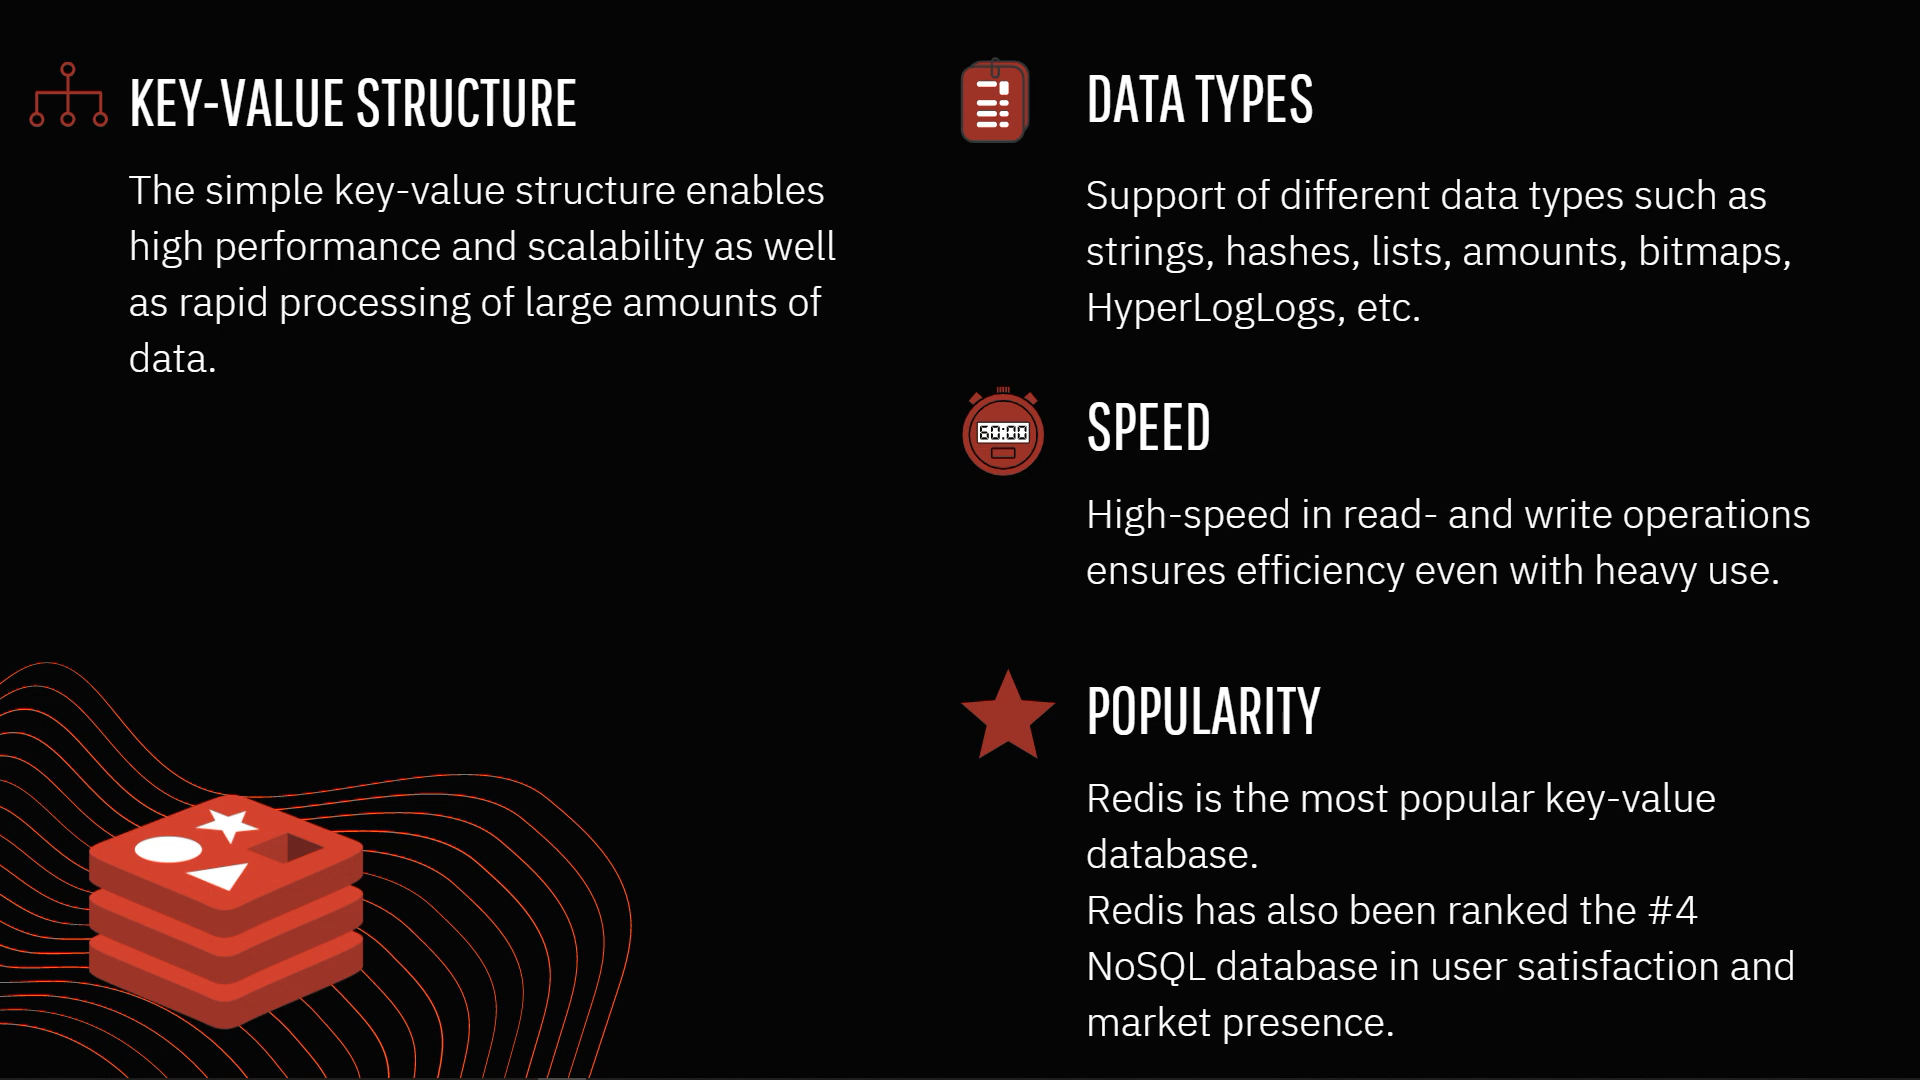 KEY-VALUE STRUCTURE
The simple key-value structure enables
high performance and scalability as well
as rapid processing of large amounts of
data.
DATA TYPES
Support of different data types such as
strings, hashes, lists, amounts, bitmaps,
HyperLogLogs, etc.
60:00
SPEED
High-speed in read- and write operations
ensures efficiency even with heavy use.
POPULARITY
Redis is the most popular key-value
database.
Redis has also been ranked the #4
NoSQL database in user satisfaction and
market presence.